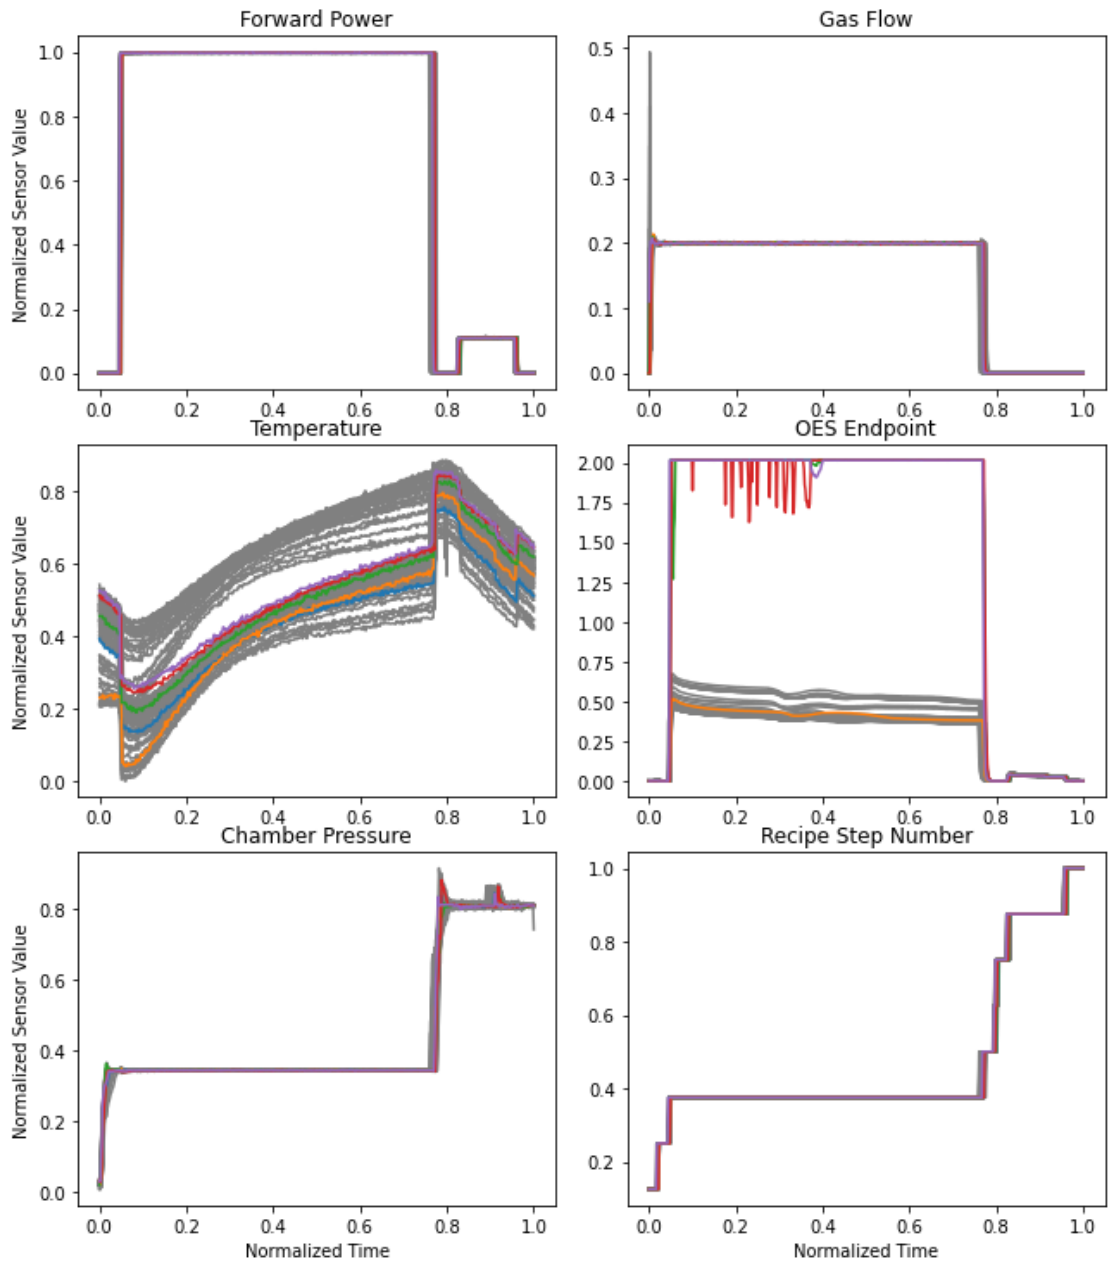 Forward Power
Normalized Sensor Value
1.0
0.8
0.6
0.4
0.2
0.0
0.0 0.2 0.4 0.6 0.8 1.0
Gas Flow
0.5
0.4
0.3
0.2
0.1
0.0
0.0 0.2 0.4 0.6 0.8 1.0
Temperature
Normalized Sensor Value
0.8
0.6
0.4
0.2
0.0
0.0 0.2 0.4 0.6 0.8 1.0
OES Endpoint
2.00
1.75
1.50
1.25
1.00
0.75
0.50
0.25
0.00
0.0 0.2 0.4 0.6 0.8 1.0
Chamber Pressure
Normalized Sensor Value
0.8
0.6
0.4
0.2
0.0
0.0 0.2 0.4 0.6 0.8 1.0
Normalized Time
Recipe Step Number
1.0
0.8
0.6
0.4
0.2
0.0 0.2 0.4 0.6 0.8 1.0
Normalized Time